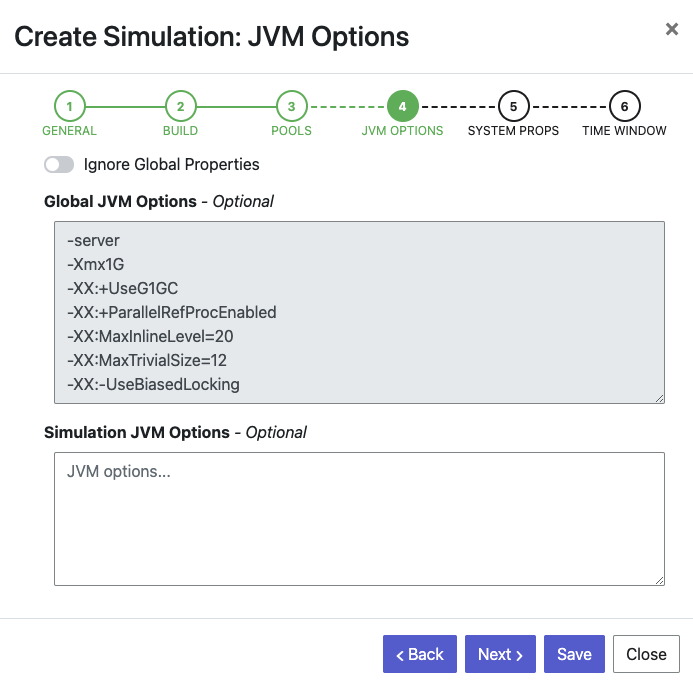 Create Simulation: JVM Options
×
1 2 3 4 5 6
GENERAL BUILD POOLS JVM OPTIONS SYSTEM PROPS TIME WINDOW
Ignore Global Properties
Global JVM Options - Optional
-server
-Xmx1G
-XX:+UseG1GC
-XX:+ParallelRefProcEnabled
-XX:MaxInlineLevel=20
-XX:MaxTrivialSize=12
-XX:-UseBiasedLocking
Simulation JVM Options - Optional
JVM options...
‹ Back Next › Save Close